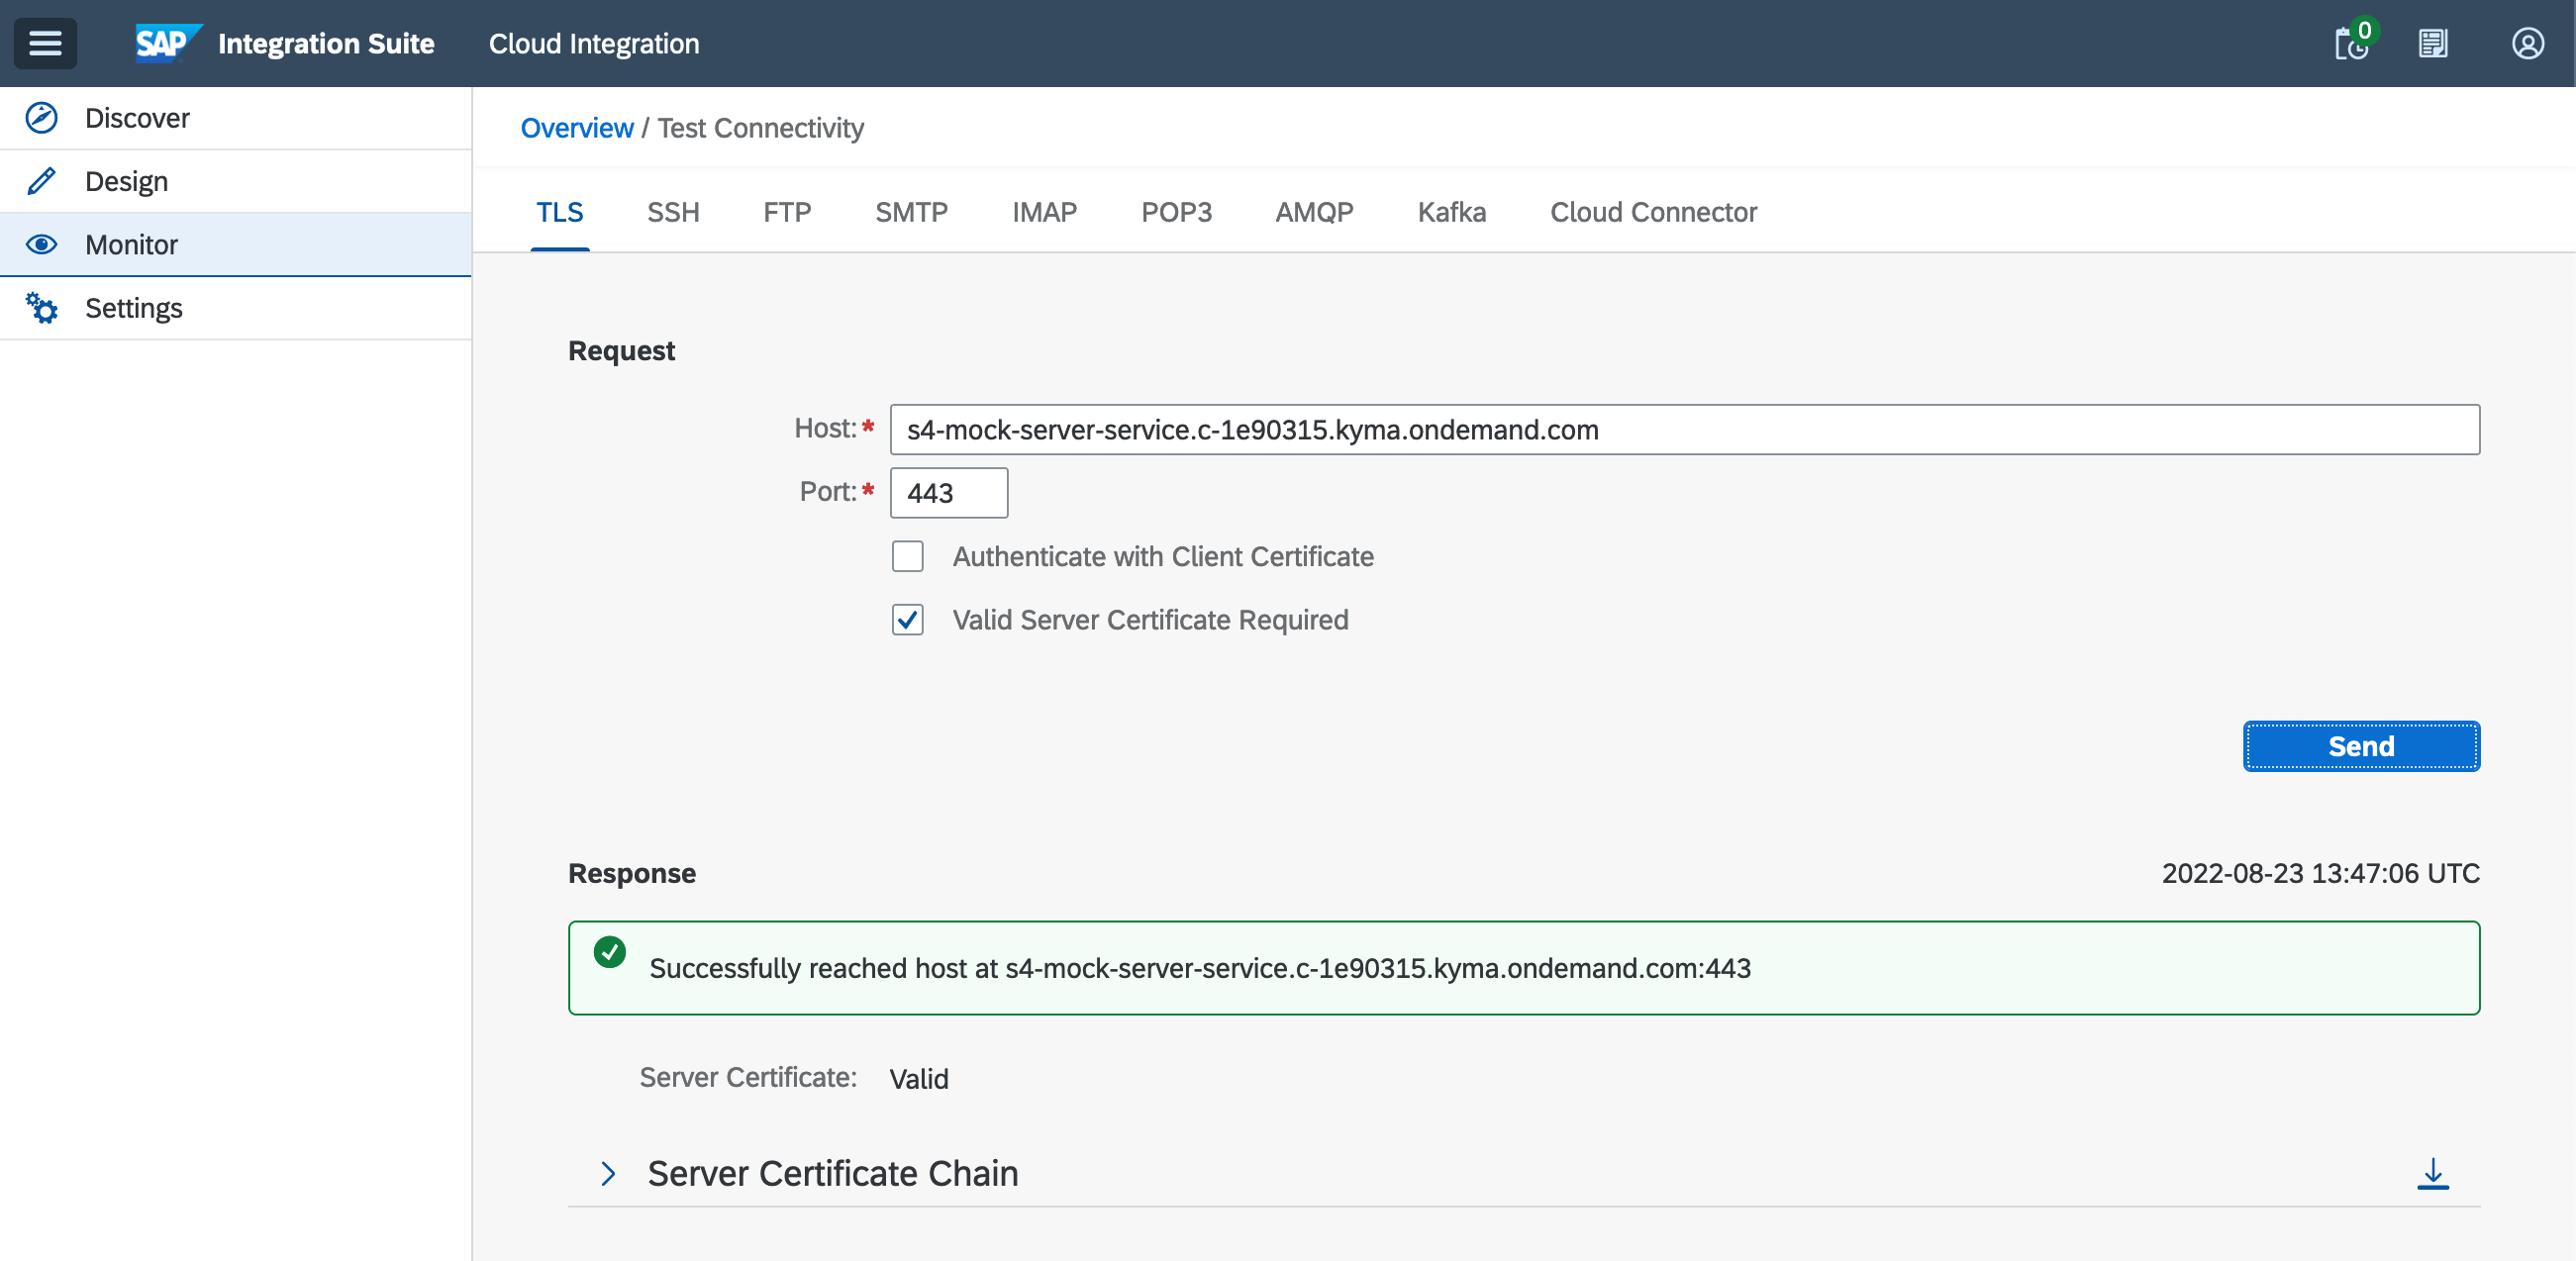 SAP Integration Suite Cloud Integration 0
Discover
Design
Monitor
Settings
Overview / Test Connectivity
TLS SSH FTP SMTP IMAP POP3 AMQP Kafka Cloud Connector
Request
Host:* s4-mock-server-service.c-1e90315.kyma.ondemand.com
Port:* 443
Authenticate with Client Certificate
Valid Server Certificate Required
Send
Response 2022-08-23 13:47:06 UTC
Successfully reached host at s4-mock-server-service.c-1e90315.kyma.ondemand.com:443
Server Certificate: Valid
Server Certificate Chain